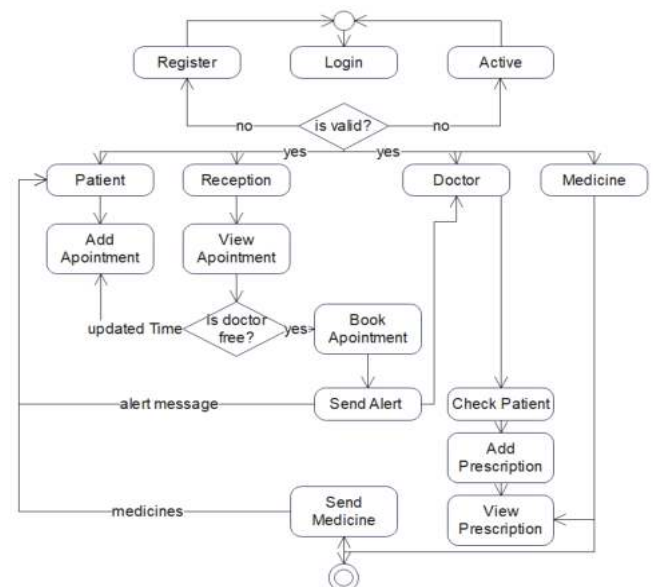 Register
Login
Active
no
is valid?
no
yes
yes
Patient
Reception
Doctor
Medicine
Add
Apointment
View
Apointment
updated Time
Is doctor
free?
yes
Book
Apointment
alert message
Send Alert
Check Patient
Add
Prescription
medicines
Send
Medicine
View
Prescription